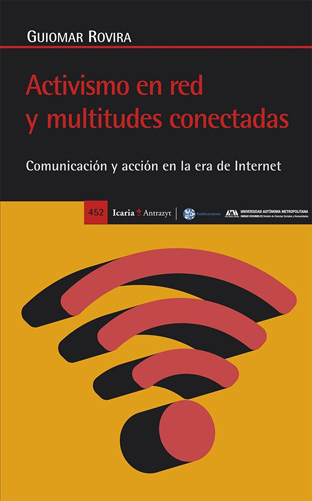 GUIOMAR ROVIRA
Activismo en red
y multitudes conectadas
Comunicación y acción en la era de Internet
452
Icaria Antrazyt
Publicaciones
UNIVERSIDAD AUTÓNOMA METROPOLITANA